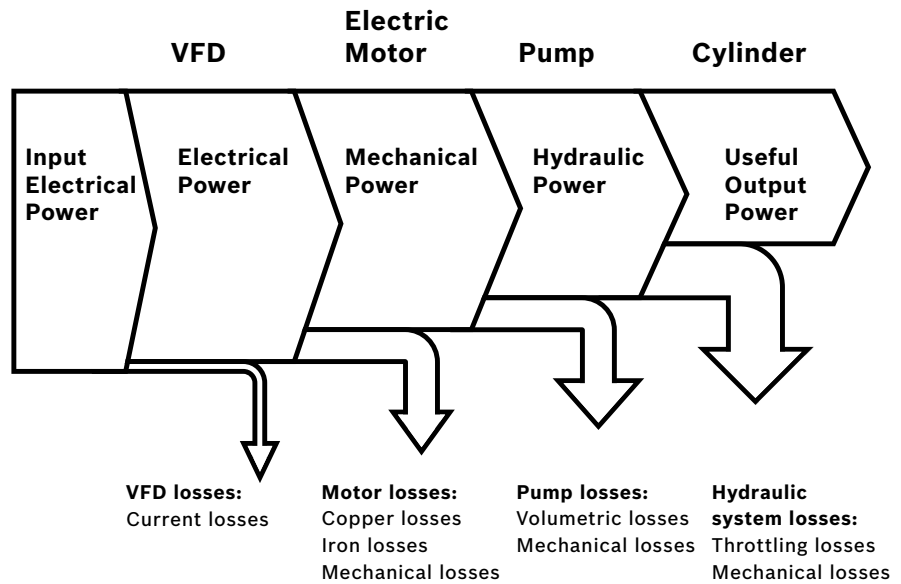 VFD
Electric
Motor
Pump
Cylinder
Input
Electrical
Power
Electrical
Power
Mechanical
Power
Hydraulic
Power
Useful
Output
Power
VFD losses:
Current losses
Motor losses:
Copper losses
Iron losses
Mechanical losses
Pump losses:
Volumetric losses
Mechanical losses
Hydraulic
system losses:
Throttling losses
Mechanical losses